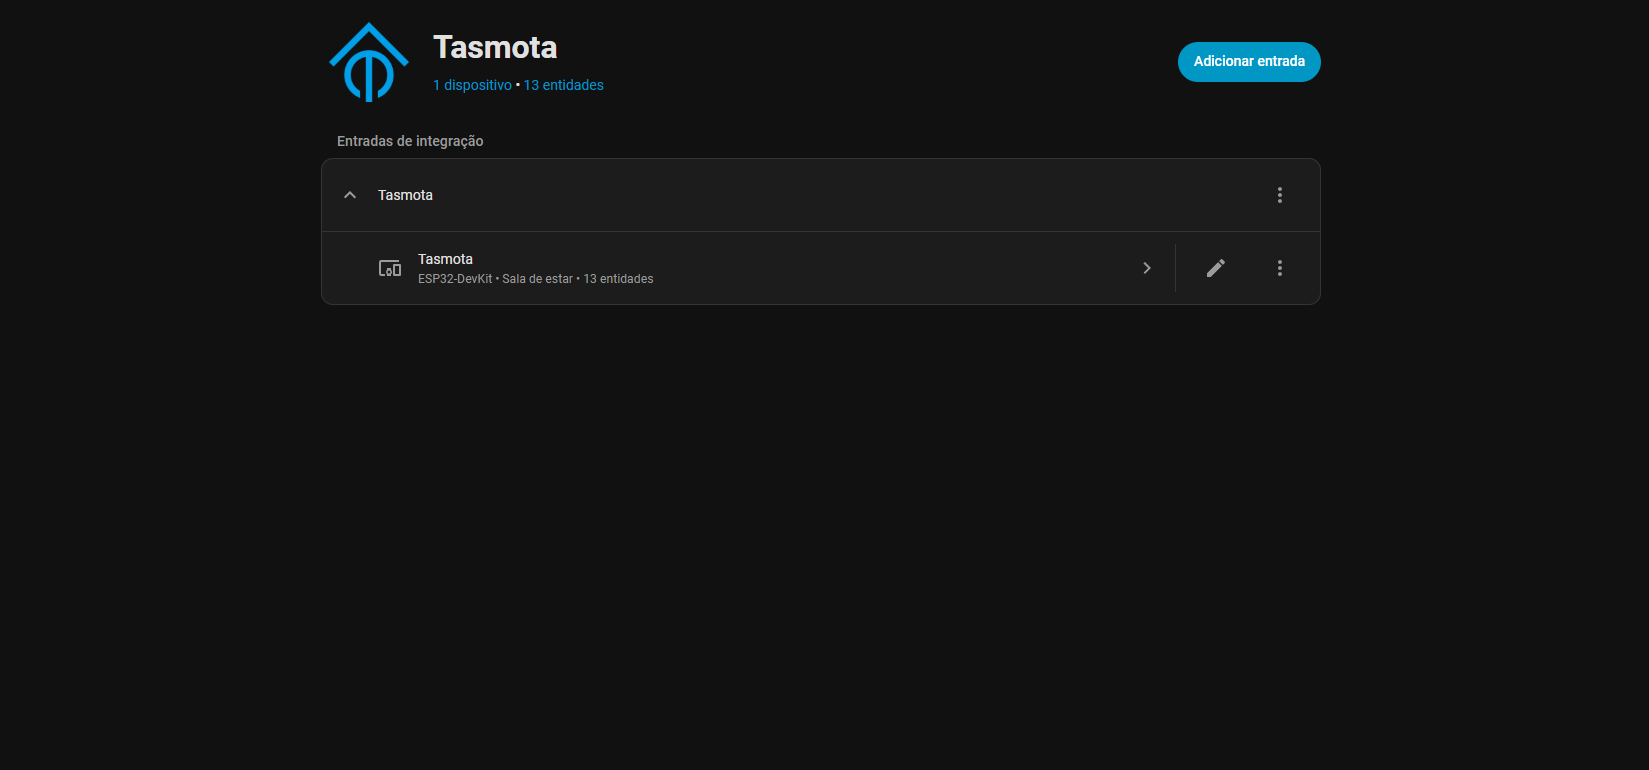 Tasmota
1 dispositivo • 13 entidades
Adicionar entrada
Entradas de integração
Tasmota
Tasmota
ESP32-DevKit • Sala de estar • 13 entidades